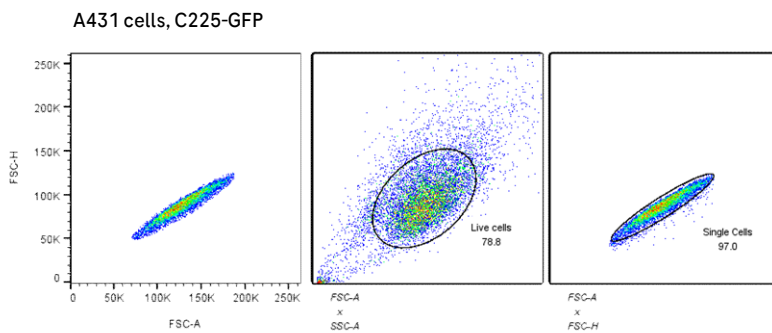 A431 cells, C225-GFP
250K
200K
150K
100K
50K
0
FSC-H
0 50K 100K 150K 200K 250K
FSC-A
Live cells
78.8
FSC-A
x
SSC-A
Single Cells
97.0
FSC-A
x
FSC-H